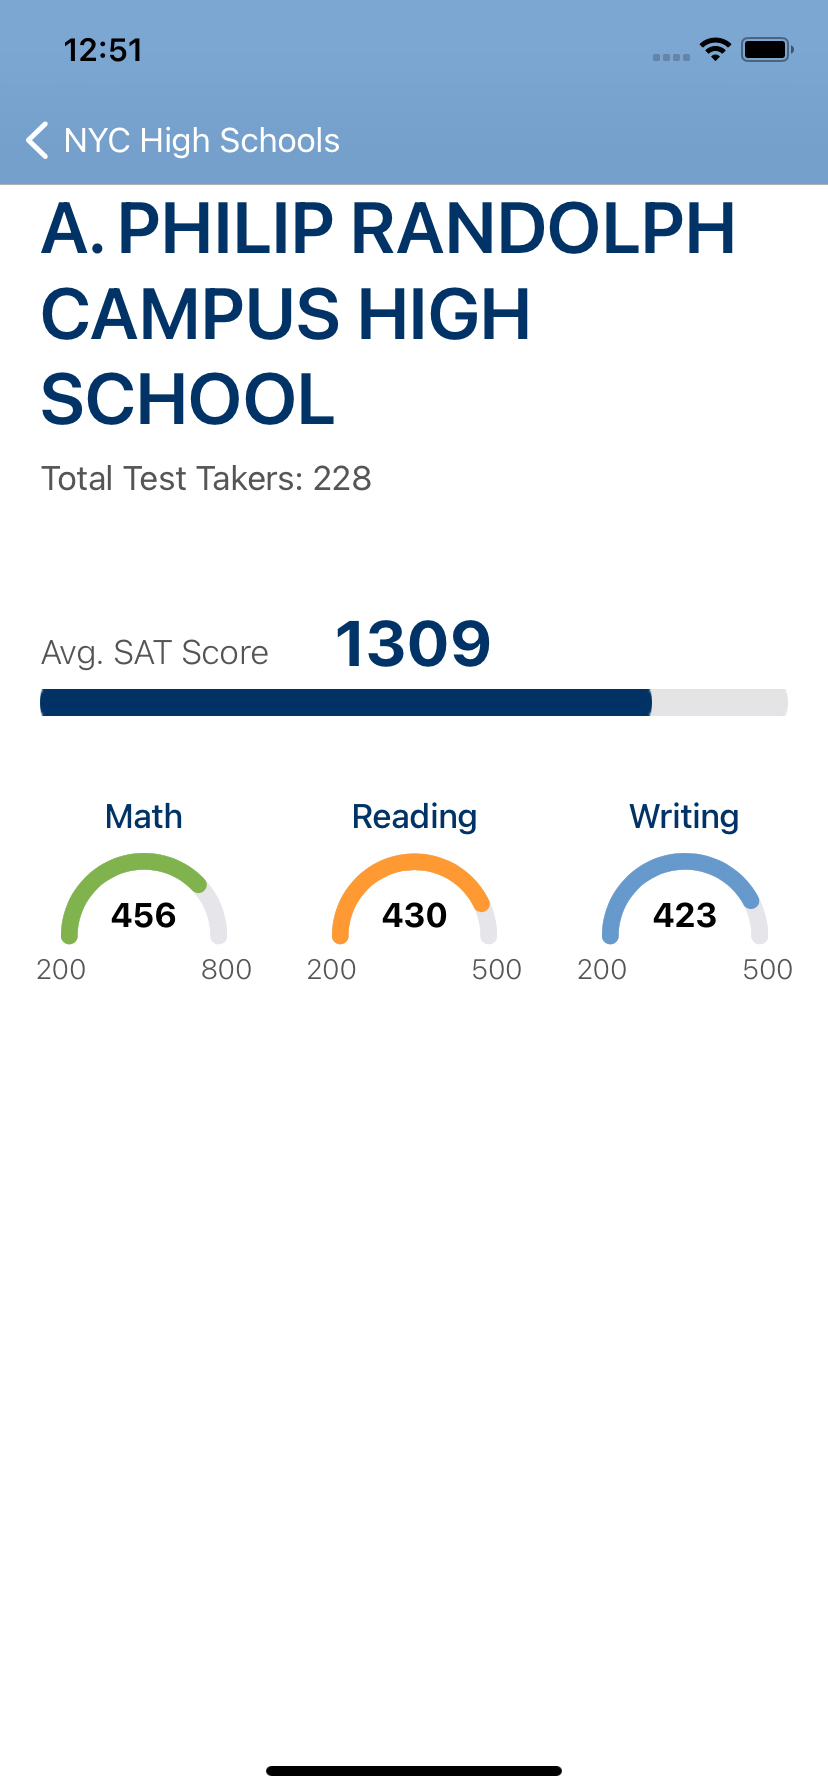 12:51
NYC High Schools
A. PHILIP RANDOLPH
CAMPUS HIGH
SCHOOL
Total Test Takers: 228
Avg. SAT Score 1309
Math Reading Writing
456 430 423
200 800 200 500 200 500